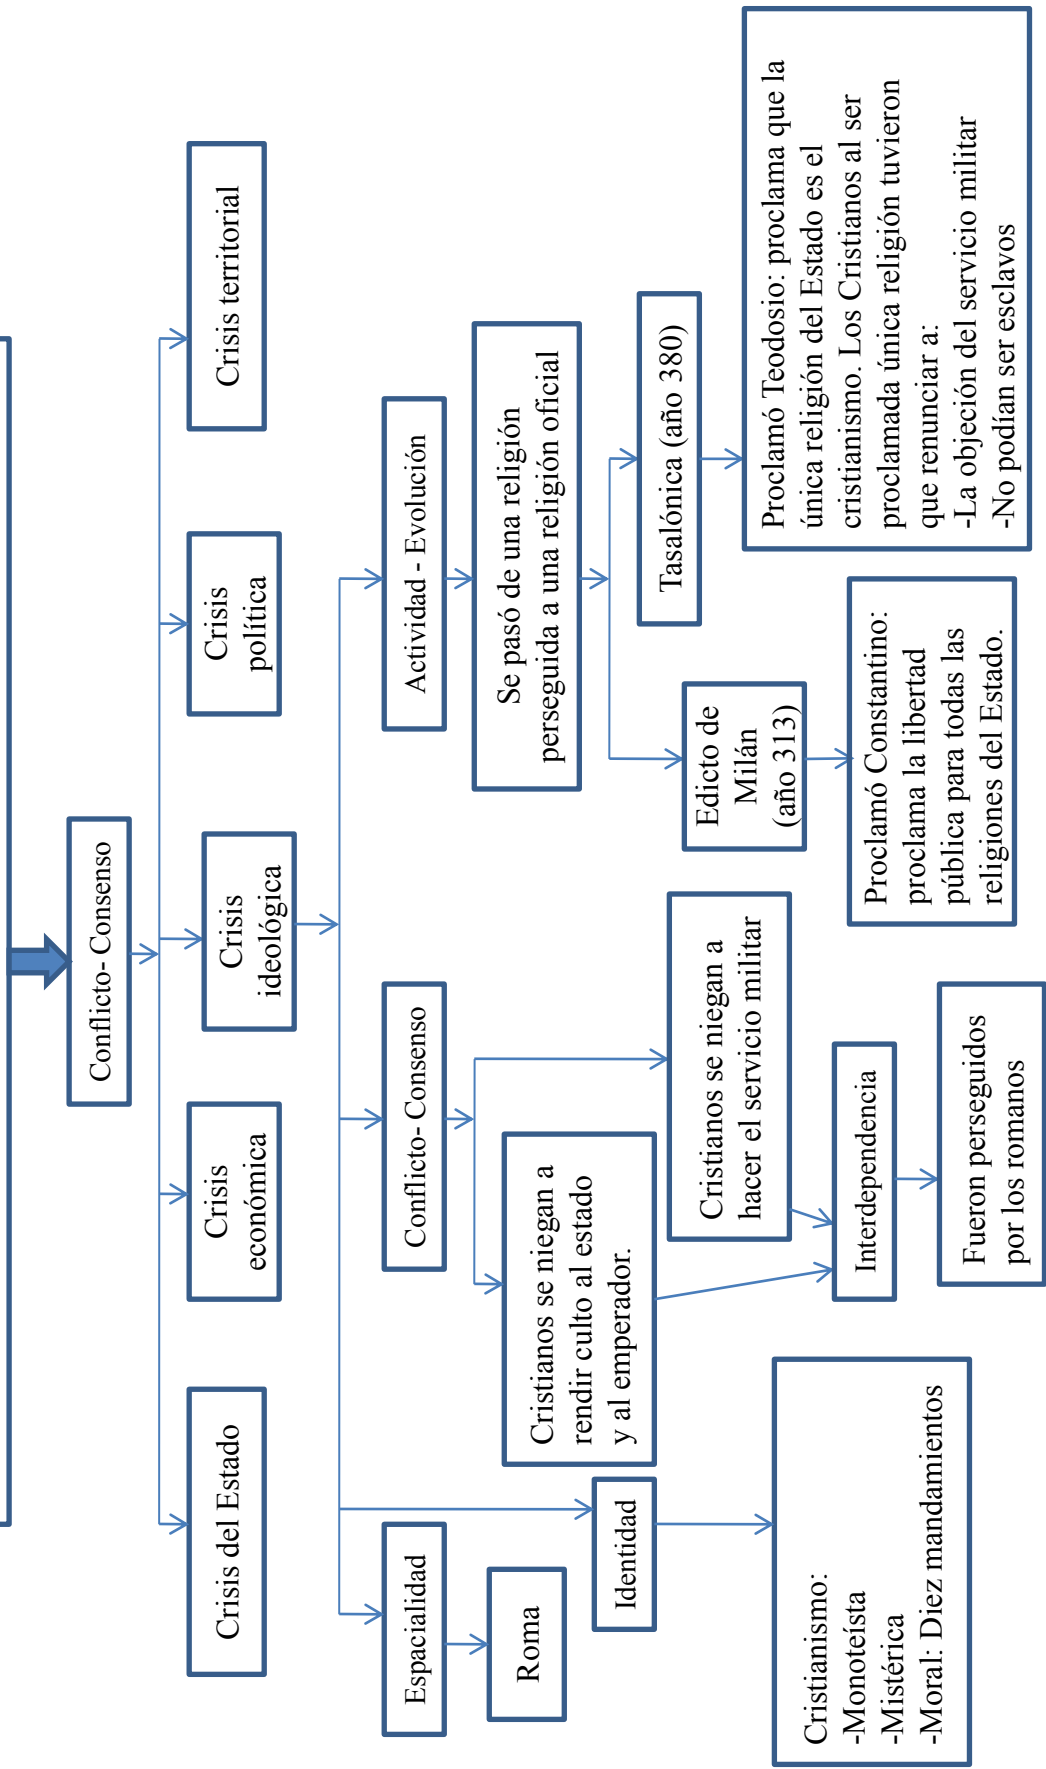 Conflicto- Consenso
Crisis del Estado
Crisis
económica
Crisis
ideológica
Crisis
política
Crisis territorial
Espacialidad
Roma
Identidad
Cristianismo:
-Monoteísta
-Mistérica
-Moral: Diez mandamientos
Conflicto- Consenso
Cristianos se niegan a
rendir culto al estado
y al emperador.
Cristianos se niegan a
hacer el servicio militar
Interdependencia
Fueron perseguidos
por los romanos
Actividad - Evolución
Se pasó de una religión
perseguida a una religión oficial
Edicto de
Milán
(año 313)
Proclamó Constantino:
proclama la libertad
pública para todas las
religiones del Estado.
Tasalónica (año 380)
Proclamó Teodosio: proclama que la
única religión del Estado es el
cristianismo. Los Cristianos al ser
proclamada única religión tuvieron
que renunciar a:
-La objeción del servicio militar
-No podían ser esclavos